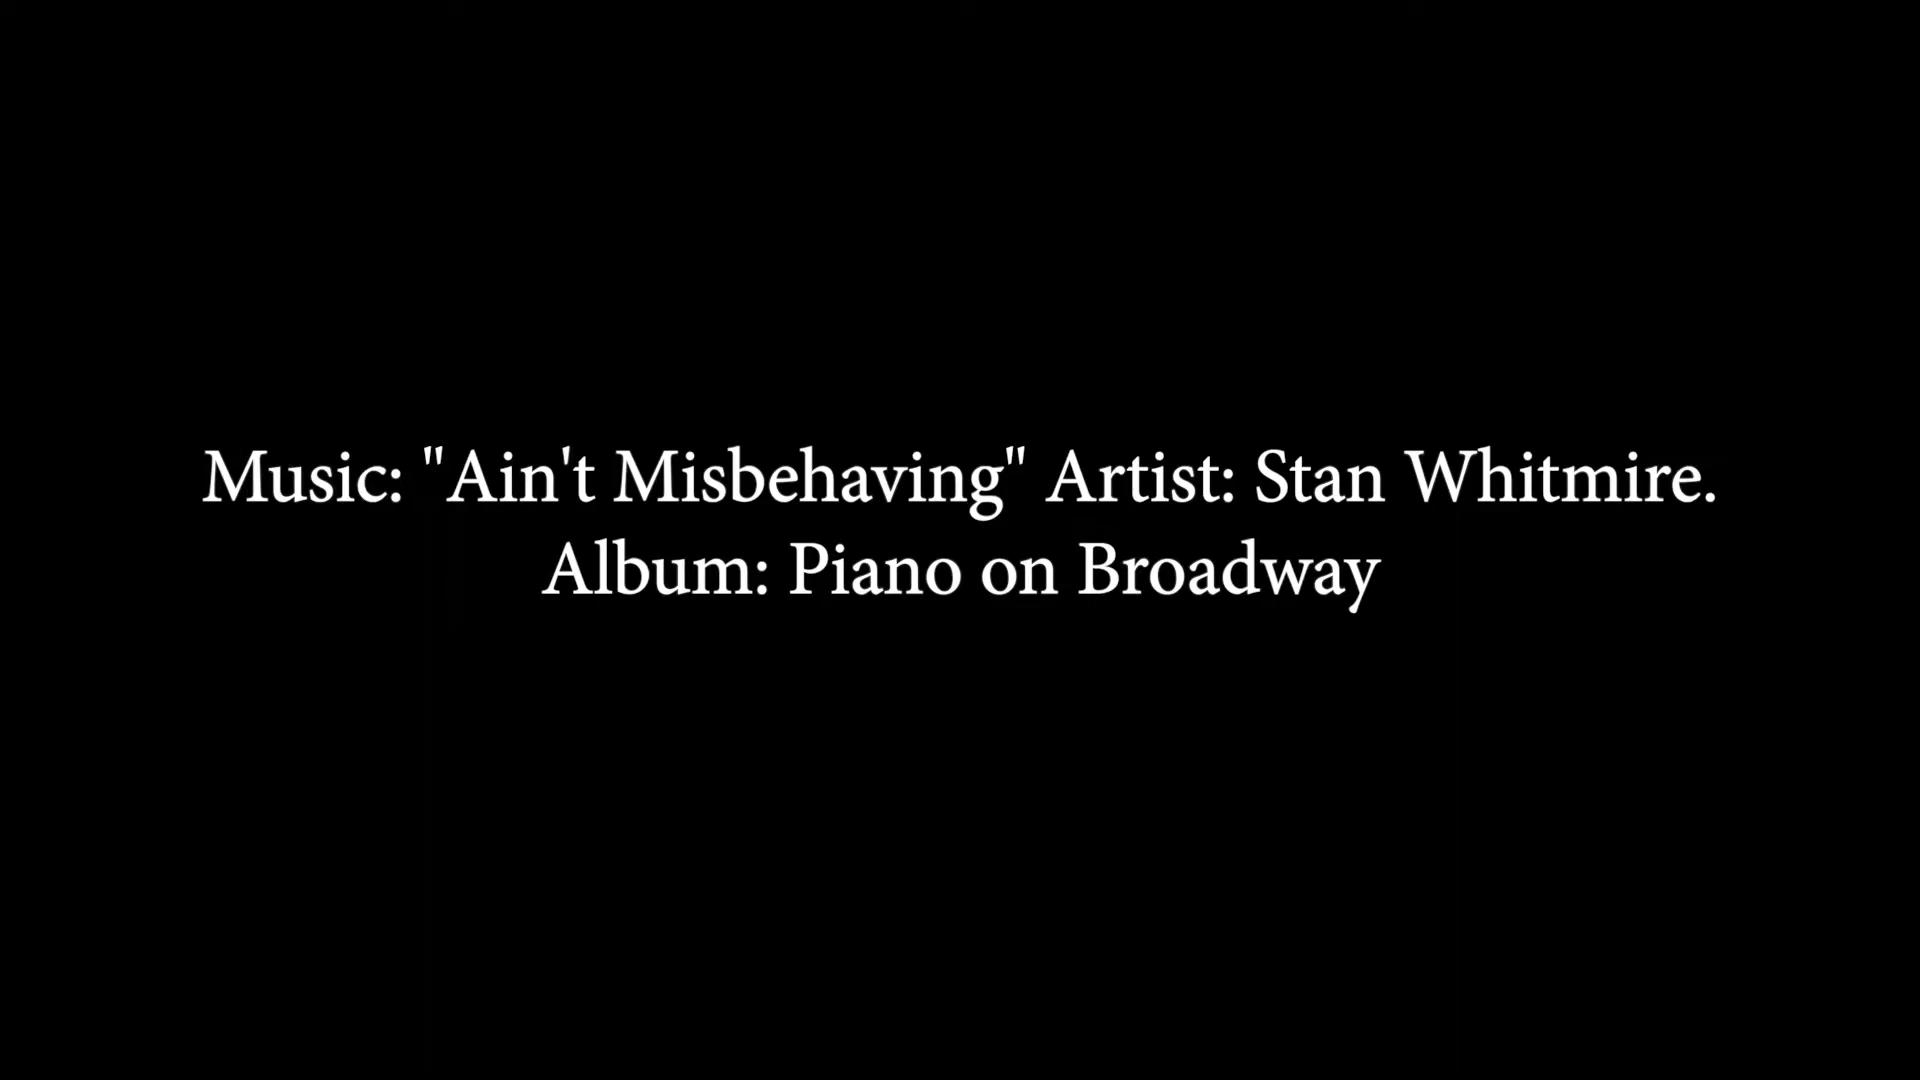 Music: "Ain't Misbehaving" Artist: Stan Whitmire.
Album: Piano on Broadway